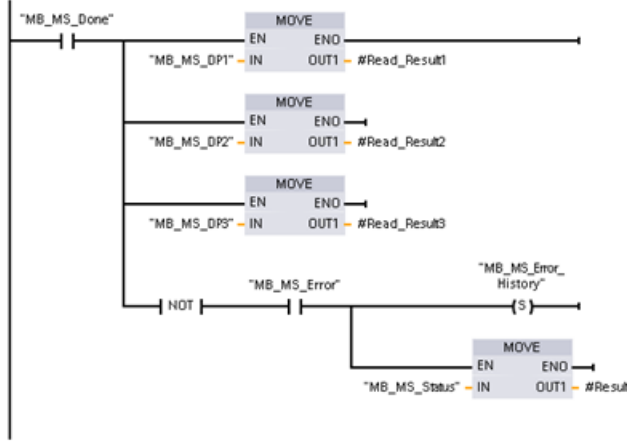 "MB_MS_Done"
MOVE
EN ENO
"MB_MS_DP1" IN OUT1 #Read_Result1
MOVE
EN ENO
"MB_MS_DP2" IN OUT1 #Read_Result2
MOVE
EN ENO
"MB_MS_DP3" IN OUT1 #Read_Result3
"MB_MS_Error_
History"
"MB_MS_Error"
NOT
S
MOVE
EN ENO
"MB_MS_Status" IN OUT1 #Result